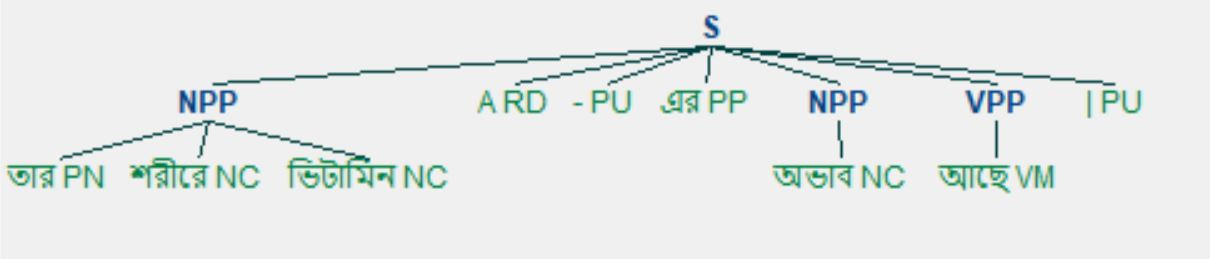 S
NPP A RD - PU এর PP NPP VPP | PU
তার PN শরীরে NC ভিটামিন NC অভাব NC আছে VM